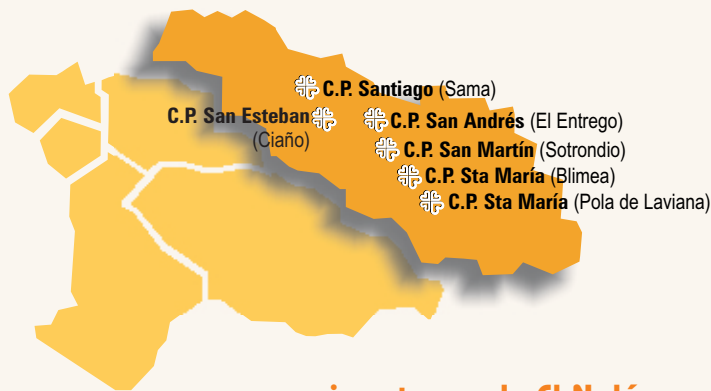 C.P. Santiago (Sama)
C.P. San Esteban
(Ciaño)
C.P. San Andrés (El Entrego)
C.P. San Martín (Sotrondio)
C.P. Sta María (Blimea)
C.P. Sta María (Pola de Laviana)